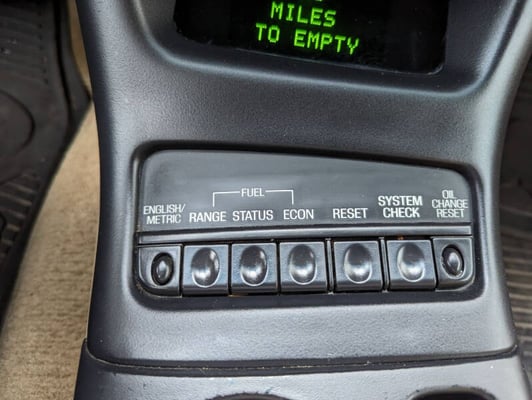 MILES
TO EMPTY
FUEL
ENGLISH/
METRIC
RANGE
STATUS
ECON
RESET
SYSTEM
CHECK
OIL
CHANGE
RESET